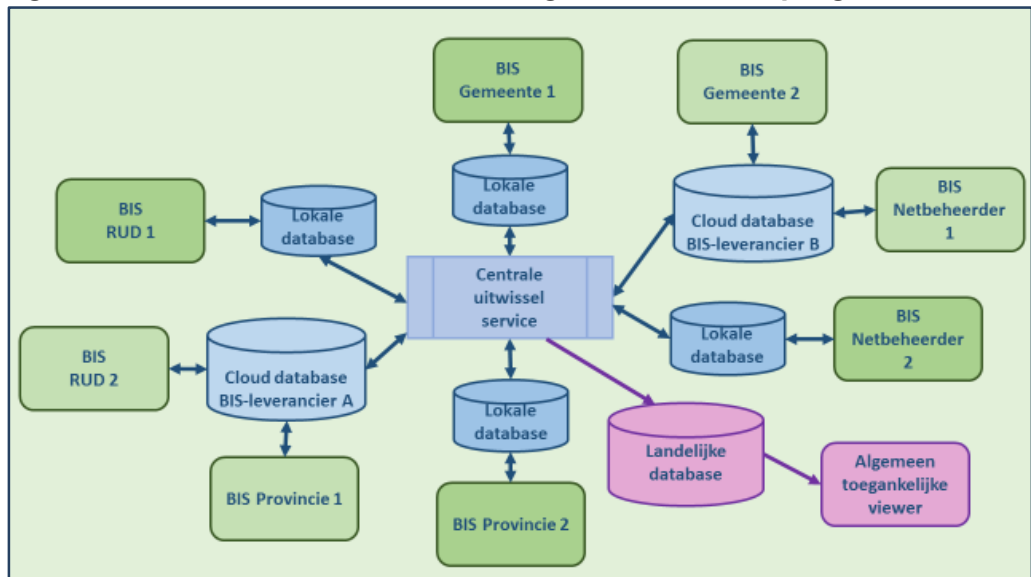 BIS
Gemeente 1
BIS
Gemeente 2
Lokale
database
BIS
RUD 1
Lokale
database
Cloud database
BIS-leverancier B
BIS
Netbeheerder
1
Centrale
uitwissel
service
BIS
RUD 2
Cloud database
BIS-leverancier A
Lokale
database
BIS
Netbeheerder
2
Lokale
database
Landelijke
database
Algemeen
toegankelijke
viewer
BIS Provincie 1
BIS Provincie 2